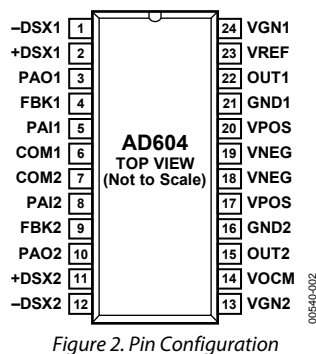 –DSX1 1
+DSX1 2
PAO1 3
FBK1 4
PAI1 5
COM1 6
COM2 7
PAI2 8
FBK2 9
PAO2 10
+DSX2 11
–DSX2 12
AD604
TOP VIEW
(Not to Scale)
24 VGN1
23 VREF
22 OUT1
21 GND1
20 VPOS
19 VNEG
18 VNEG
17 VPOS
16 GND2
15 OUT2
14 VOCM
13 VGN2
00540-002
Figure 2. Pin Configuration